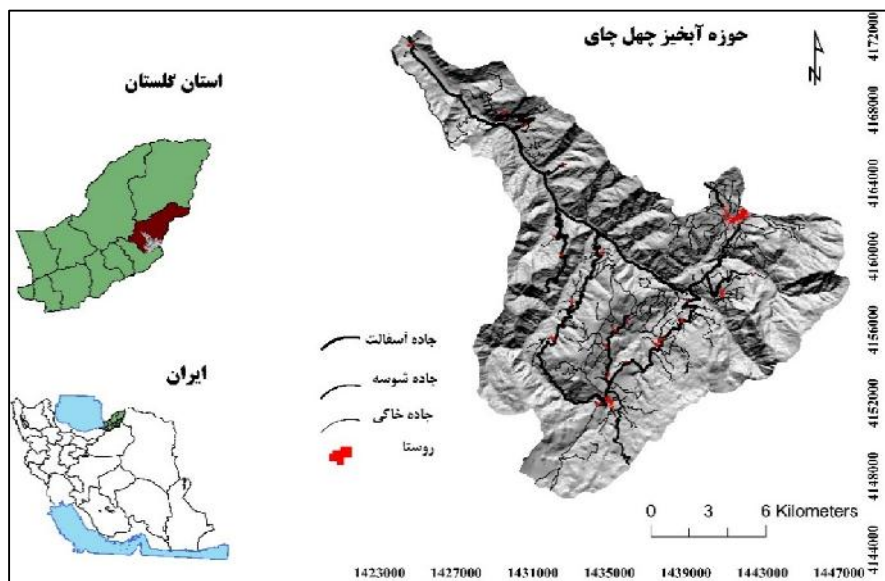 حوزه آبخیز چهل چای
N
استان گلستان
ایران
جاده آسفالت
جاده شوسه
جاده خاکی
روستا
0 3 6 Kilometers
4172000
4168000
4164000
4160000
4156000
4152000
4148000
4144000
1423000 1427000 1431000 1435000 1439000 1443000 1447000